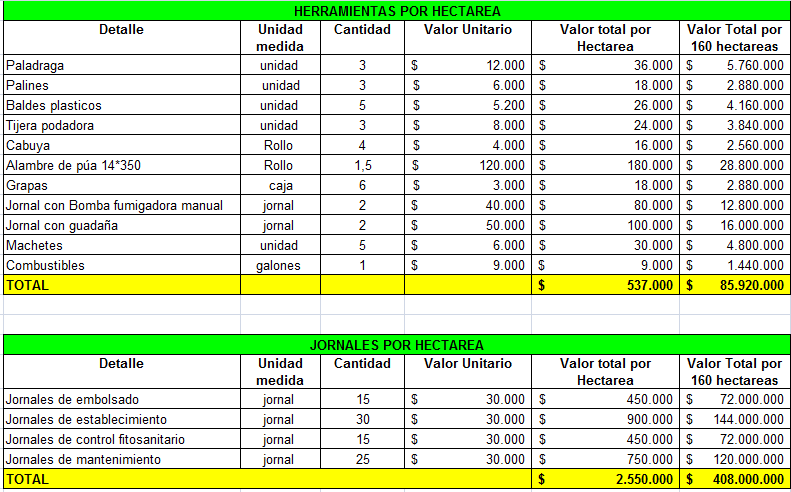 HERRAMIENTAS POR HECTAREA
Detalle Unidad medida Cantidad Valor Unitario Valor total por Hectarea Valor Total por 160 hectareas
Paladraga unidad 3 $ 12.000 $ 36.000 $ 5.760.000
Palines unidad 3 $ 6.000 $ 18.000 $ 2.880.000
Baldes plasticos unidad 5 $ 5.200 $ 26.000 $ 4.160.000
Tijera podadora unidad 3 $ 8.000 $ 24.000 $ 3.840.000
Cabuya Rollo 4 $ 4.000 $ 16.000 $ 2.560.000
Alambre de púa 14*350 Rollo 1,5 $ 120.000 $ 180.000 $ 28.800.000
Grapas caja 6 $ 3.000 $ 18.000 $ 2.880.000
Jornal con Bomba fumigadora manual jornal 2 $ 40.000 $ 80.000 $ 12.800.000
Jornal con guadaña jornal 2 $ 50.000 $ 100.000 $ 16.000.000
Machetes unidad 5 $ 6.000 $ 30.000 $ 4.800.000
Combustibles galones 1 $ 9.000 $ 9.000 $ 1.440.000
TOTAL $ 537.000 $ 85.920.000
JORNALES POR HECTAREA
Detalle Unidad medida Cantidad Valor Unitario Valor total por Hectarea Valor Total por 160 hectareas
Jornales de embolsado jornal 15 $ 30.000 $ 450.000 $ 72.000.000
Jornales de establecimiento jornal 30 $ 30.000 $ 900.000 $ 144.000.000
Jornales de control fitosanitario jornal 15 $ 30.000 $ 450.000 $ 72.000.000
Jornales de mantenimiento jornal 25 $ 30.000 $ 750.000 $ 120.000.000
TOTAL $ 2.550.000 $ 408.000.000